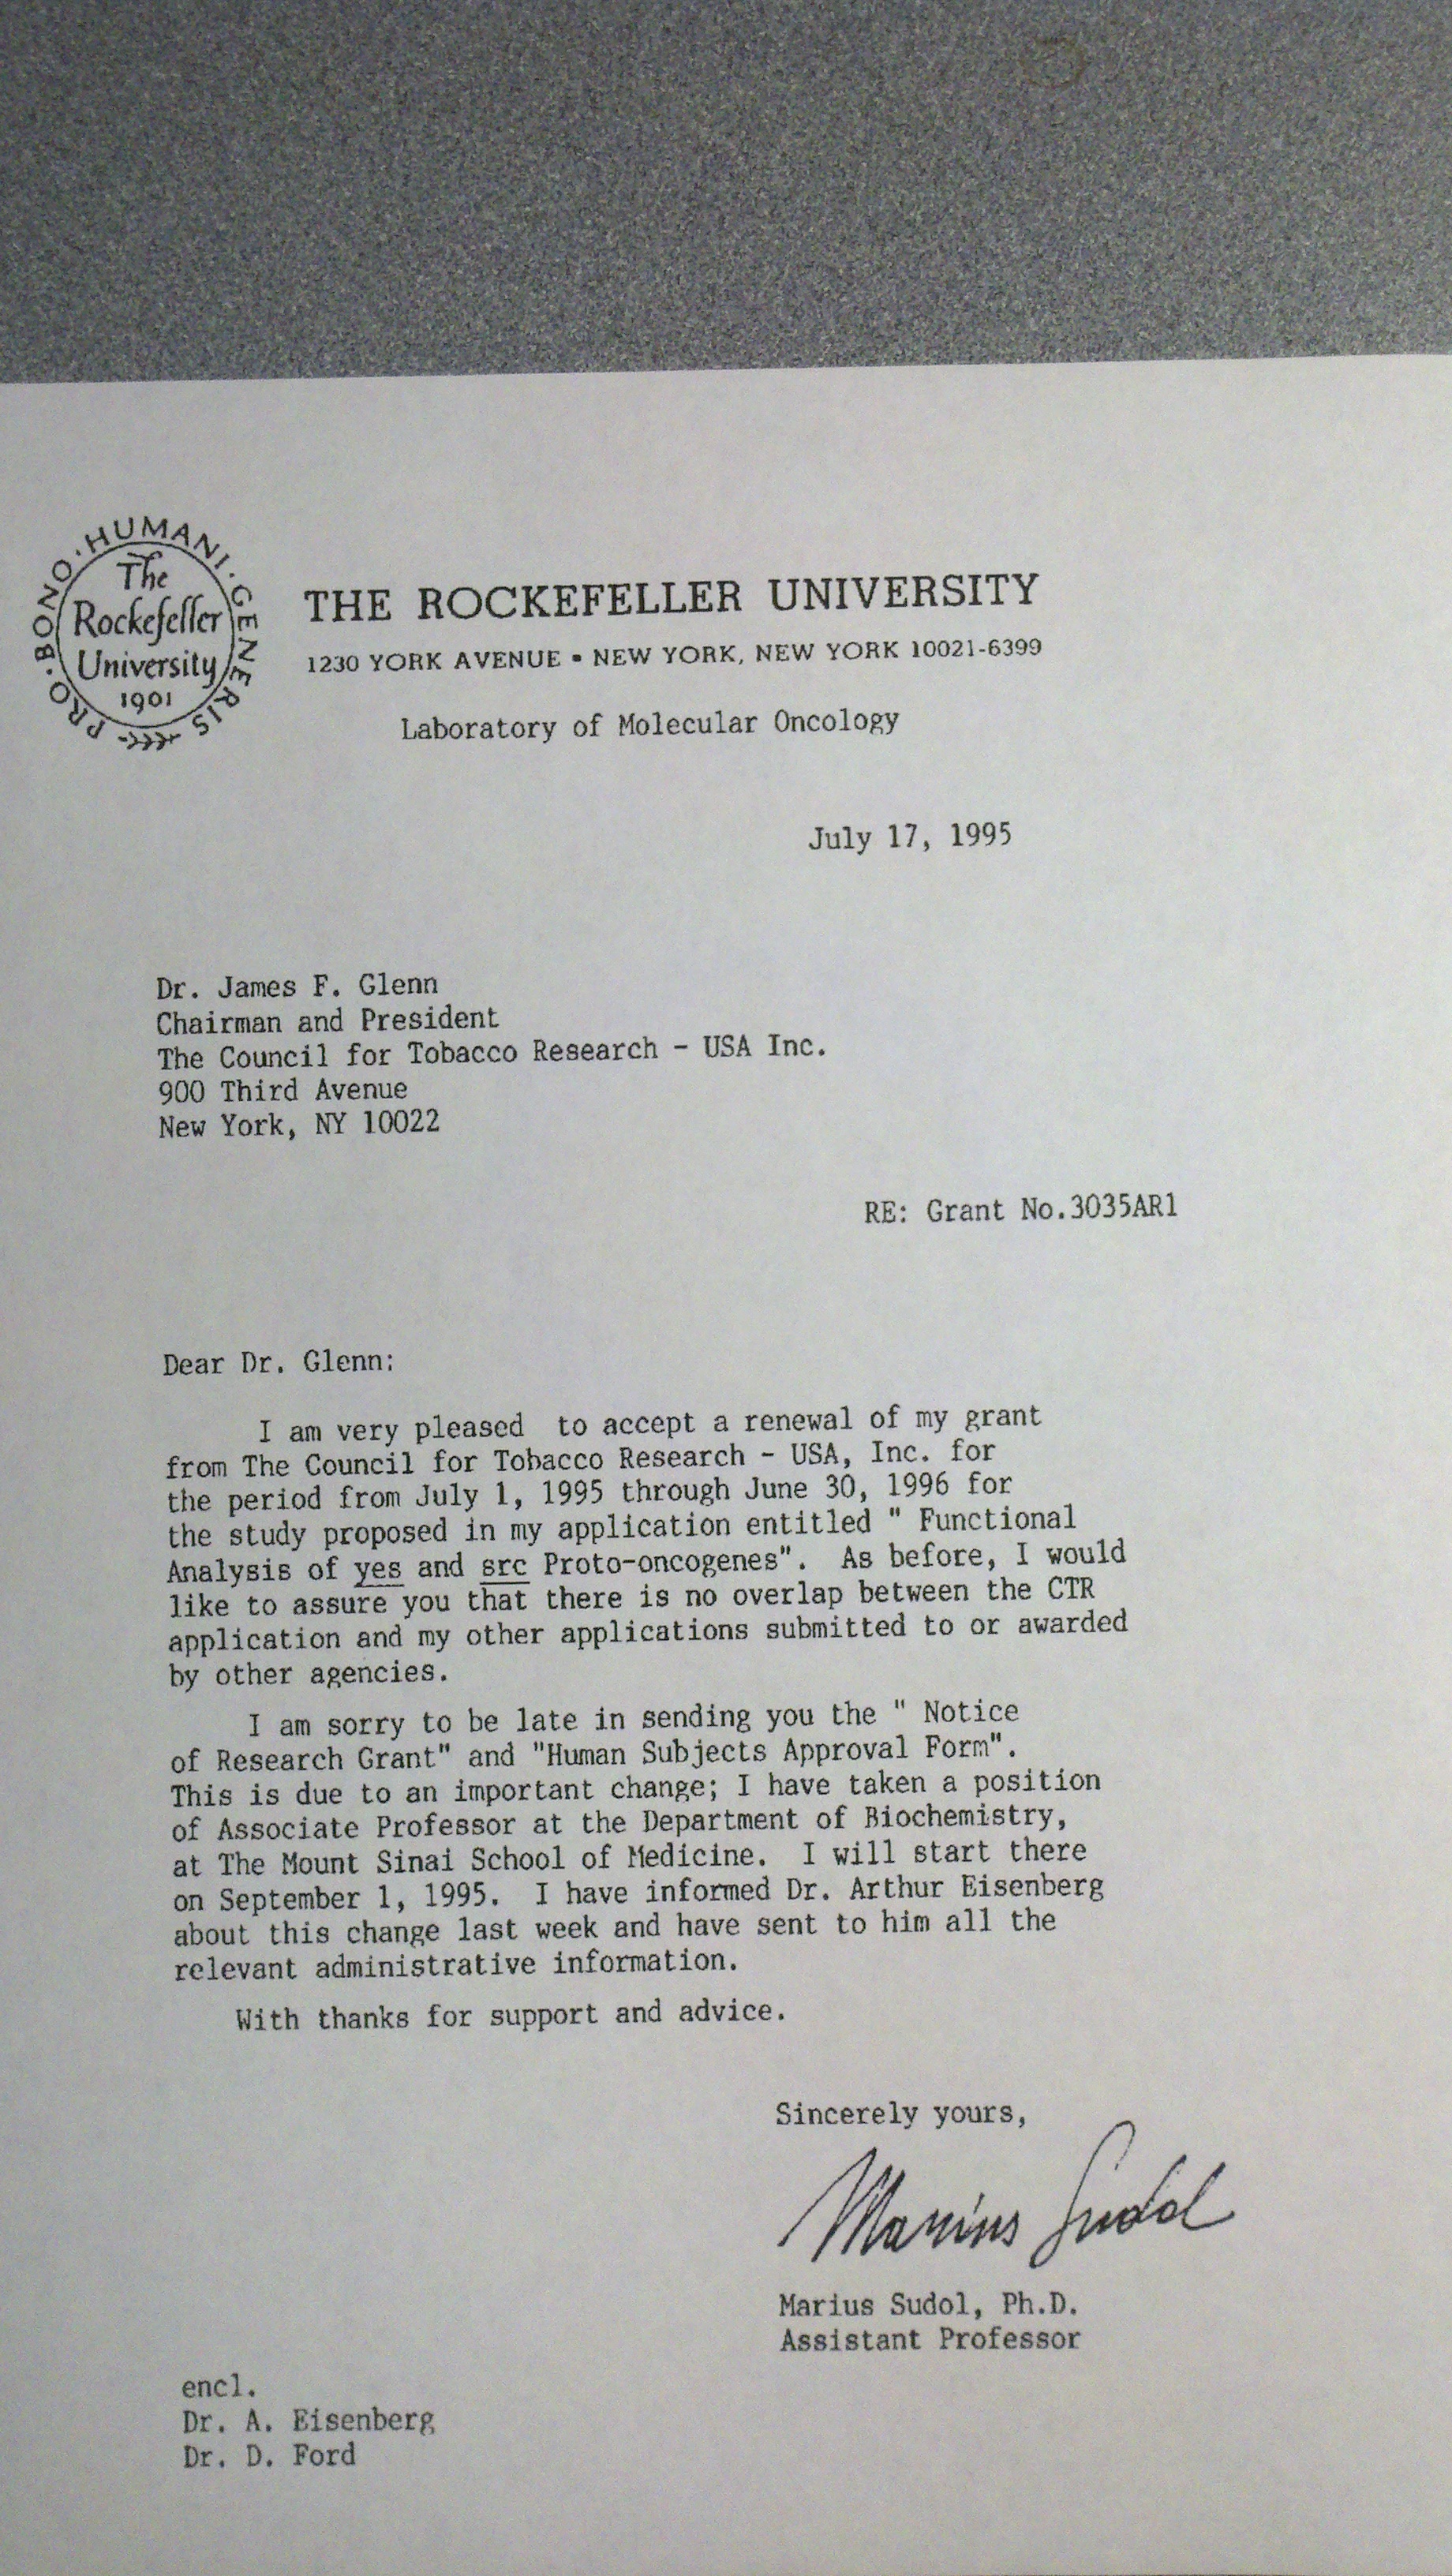 PRO · BONO · HUMANI · GENERIS
The
Rockefeller
University
1901
THE ROCKEFELLER UNIVERSITY
1230 YORK AVENUE ▪ NEW YORK, NEW YORK 10021-6399
Laboratory of Molecular Oncology
July 17, 1995
Dr. James F. Glenn
Chairman and President
The Council for Tobacco Research - USA Inc.
900 Third Avenue
New York, NY 10022
RE: Grant No.3035AR1
Dear Dr. Glenn:
I am very pleased  to accept a renewal of my grant
from The Council for Tobacco Research - USA, Inc. for
the period from July 1, 1995 through June 30, 1996 for
the study proposed in my application entitled " Functional
Analysis of yes and src Proto-oncogenes".  As before, I would
like to assure you that there is no overlap between the CTR
application and my other applications submitted to or awarded
by other agencies.
I am sorry to be late in sending you the " Notice
of Research Grant" and "Human Subjects Approval Form".
This is due to an important change; I have taken a position
of Associate Professor at the Department of Biochemistry,
at The Mount Sinai School of Medicine.  I will start there
on September 1, 1995.  I have informed Dr. Arthur Eisenberg
about this change last week and have sent to him all the
relevant administrative information.
With thanks for support and advice.
Sincerely yours,
Marius Sudol
Marius Sudol, Ph.D.
Assistant Professor
encl.
Dr. A. Eisenberg
Dr. D. Ford